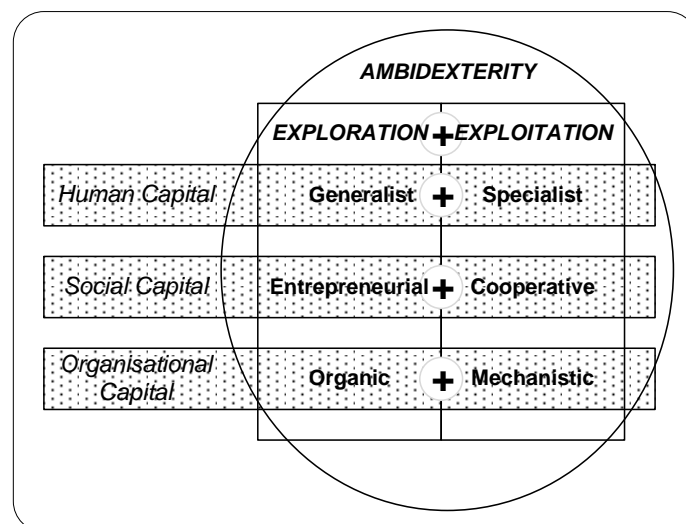 AMBIDEXTERITY
EXPLORATION + EXPLOITATION
Human Capital Generalist + Specialist
Social Capital Entrepreneurial + Cooperative
Organisational Capital Organic + Mechanistic